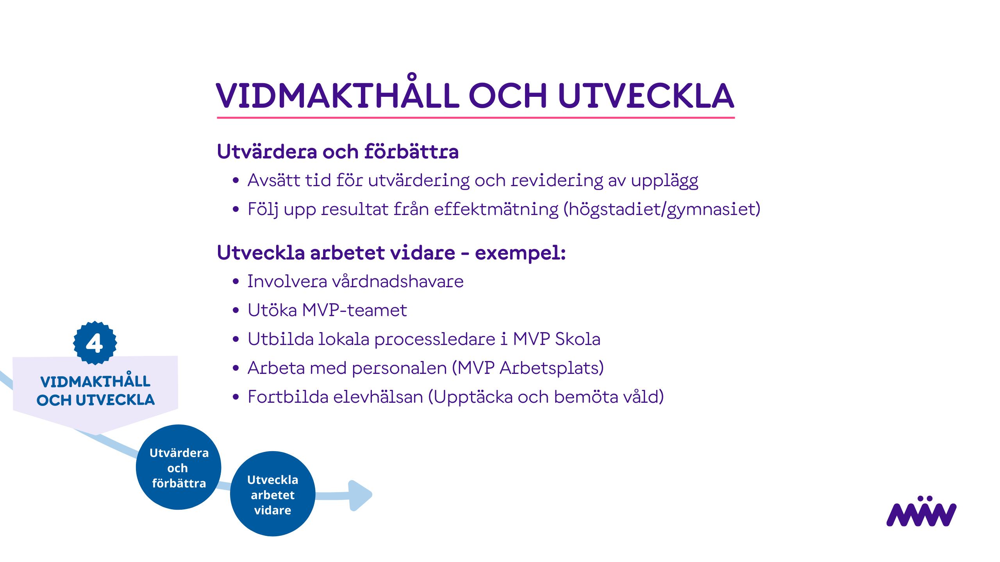 VIDMAKTHÅLL OCH UTVECKLA
Utvärdera och förbättra
• Avsätt tid för utvärdering och revidering av upplägg
• Följ upp resultat från effektmätning (högstadiet/gymnasiet)
Utveckla arbetet vidare - exempel:
• Involvera vårdnadshavare
• Utöka MVP-teamet
• Utbilda lokala processledare i MVP Skola
• Arbeta med personalen (MVP Arbetsplats)
• Fortbilda elevhälsan (Upptäcka och bemöta våld)
4
VIDMAKTHÅLL
OCH UTVECKLA
Utvärdera
och
förbättra
Utveckla
arbetet
vidare